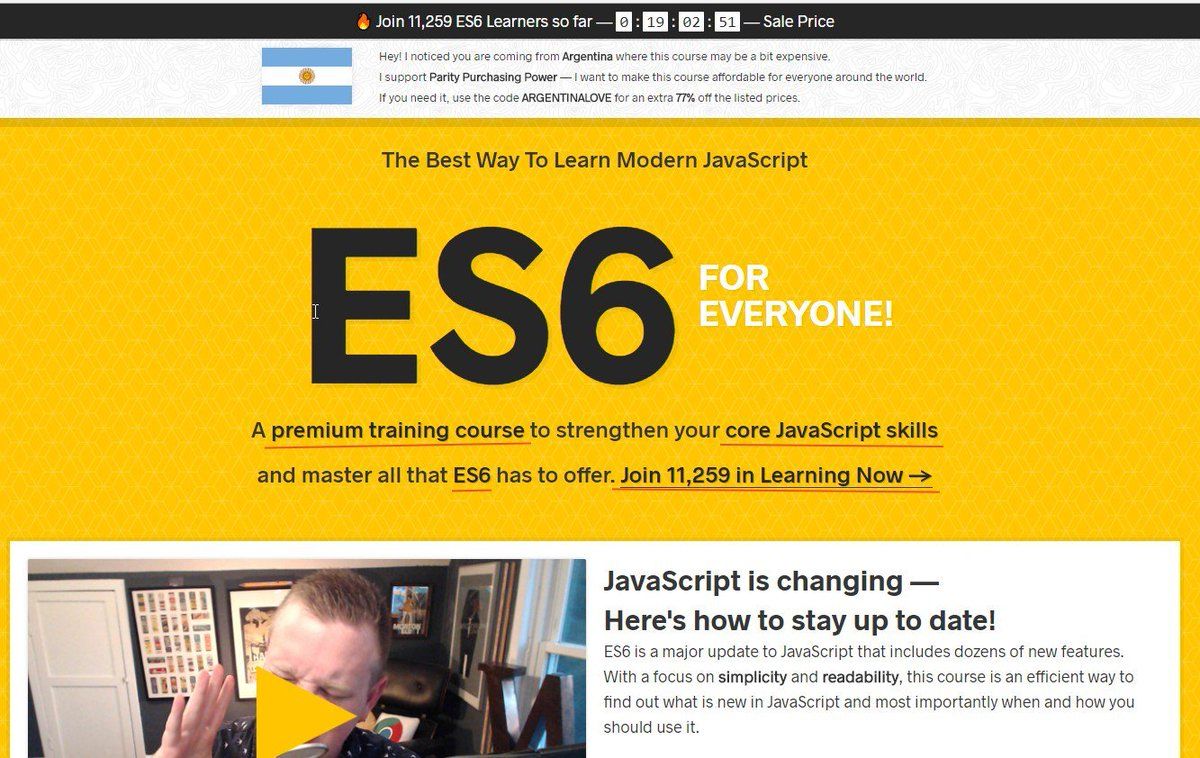 🔥 Join 11,259 ES6 Learners so far — 0 : 19 : 02 : 51 — Sale Price
Hey! I noticed you are coming from Argentina where this course may be a bit expensive.
I support Parity Purchasing Power — I want to make this course affordable for everyone around the world.
If you need it, use the code ARGENTINALOVE for an extra 77% off the listed prices.
The Best Way To Learn Modern JavaScript
ES6
FOR
EVERYONE!
A premium training course to strengthen your core JavaScript skills
and master all that ES6 has to offer. Join 11,259 in Learning Now →
JavaScript is changing —
Here's how to stay up to date!
ES6 is a major update to JavaScript that includes dozens of new features.
With a focus on simplicity and readability, this course is an efficient way to
find out what is new in JavaScript and most importantly when and how you
should use it.